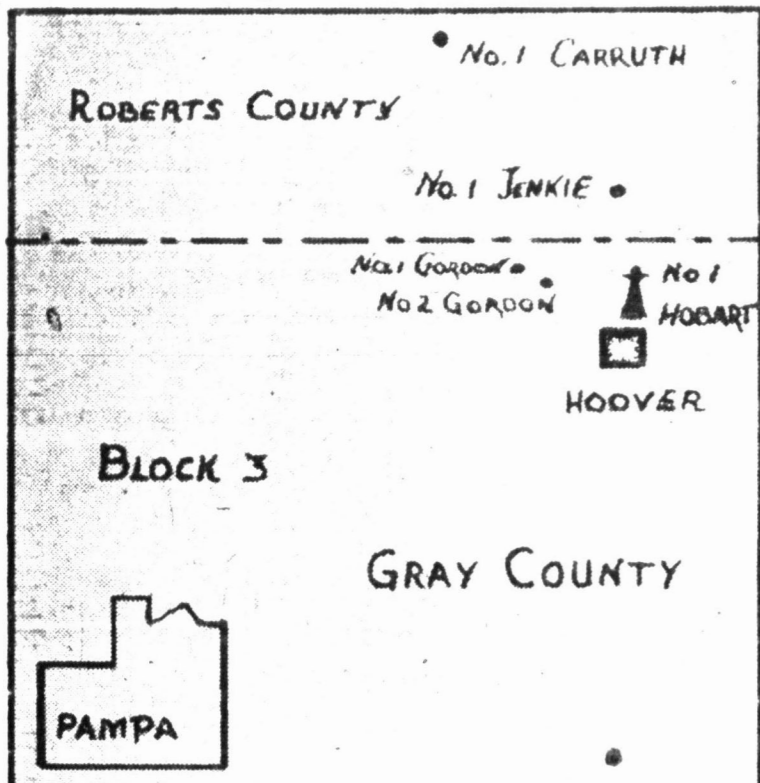 No. 1 CARRUTH
ROBERTS COUNTY
No. 1 JENKIE
No. 1 GORDON
No 2 GORDON
No 1
HOBART
HOOVER
BLOCK 3
GRAY COUNTY
PAMPA